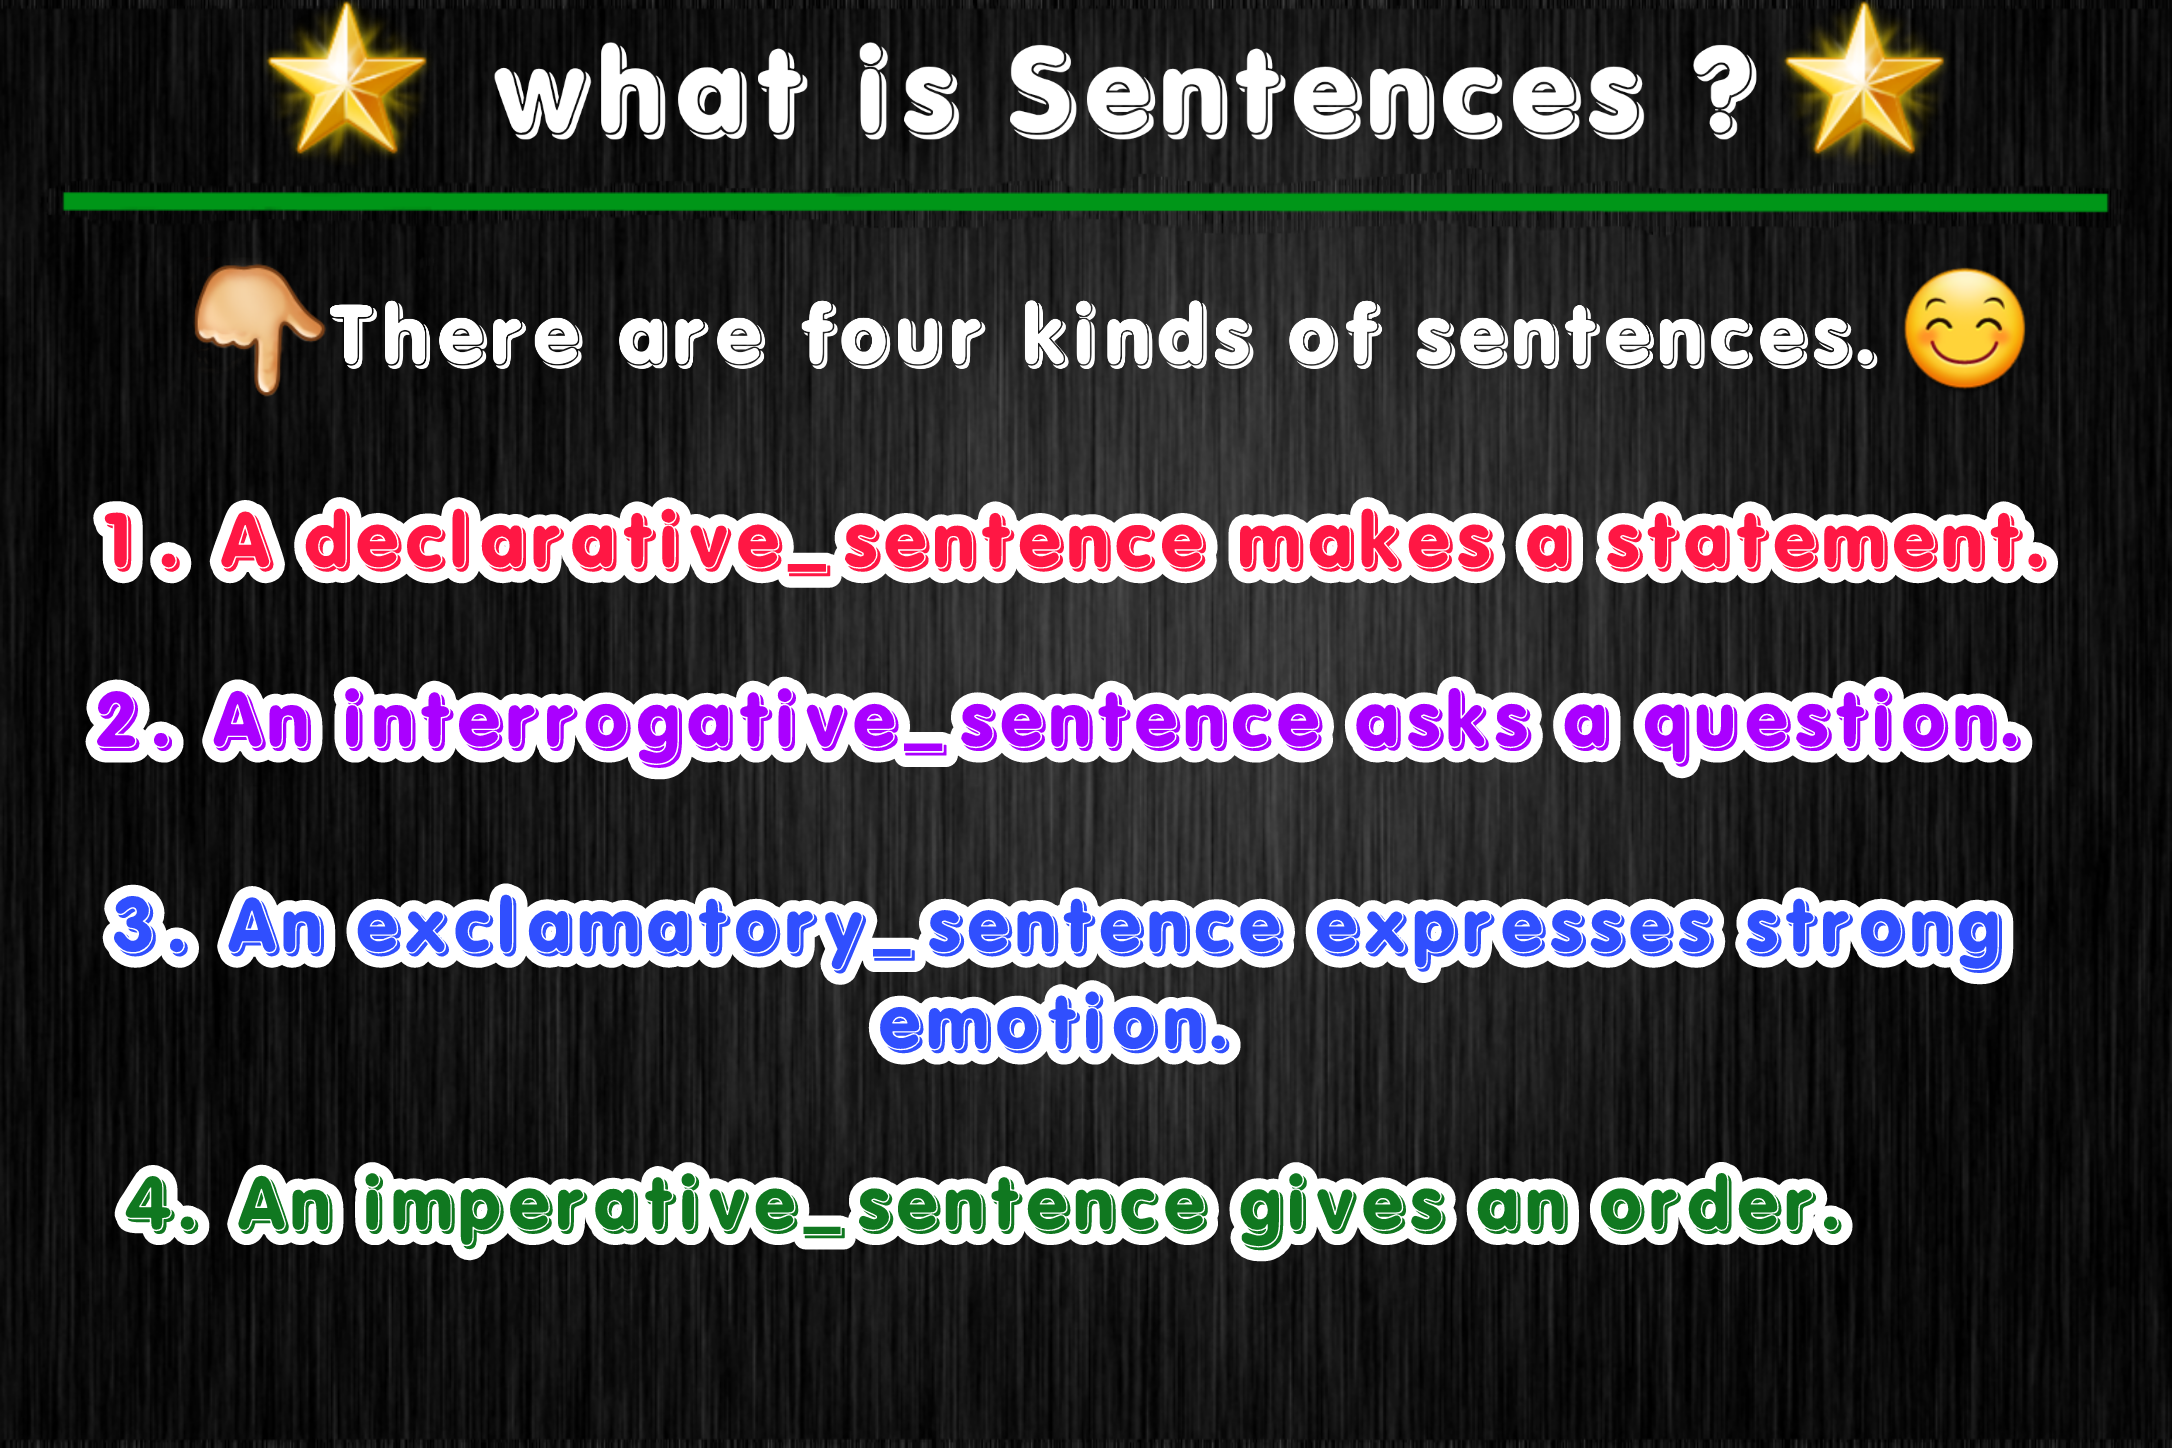 what is Sentences ?
There are four kinds of sentences.
1. A declarative_sentence makes a statement.
2. An interrogative_sentence asks a question.
3. An exclamatory_sentence expresses strong
emotion.
4. An imperative_sentence gives an order.